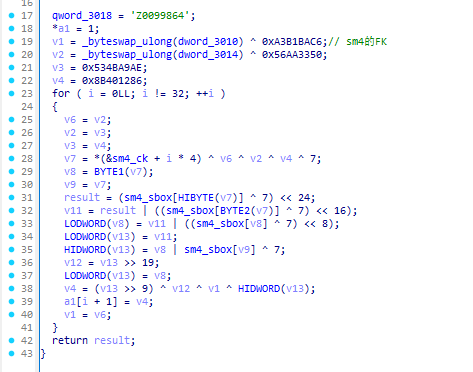 16
17 qword_3018 = 'Z0099864';
18 *a1 = 1;
19 v1 = _byteswap_ulong(dword_3010) ^ 0xA3B1BAC6;// sm4的FK
20 v2 = _byteswap_ulong(dword_3014) ^ 0x56AA3350;
21 v3 = 0x534BA9AE;
22 v4 = 0x8B401286;
23 for ( i = 0LL; i != 32; ++i )
24 {
25 v6 = v2;
26 v2 = v3;
27 v3 = v4;
28 v7 = *(&sm4_ck + i * 4) ^ v6 ^ v2 ^ v4 ^ 7;
29 v8 = BYTE1(v7);
30 v9 = v7;
31 result = (sm4_sbox[HIBYTE(v7)] ^ 7) << 24;
32 v11 = result | ((sm4_sbox[BYTE2(v7)] ^ 7) << 16);
33 LODWORD(v8) = v11 | ((sm4_sbox[v8] ^ 7) << 8);
34 LODWORD(v13) = v11;
35 HIDWORD(v13) = v8 | sm4_sbox[v9] ^ 7;
36 v12 = v13 >> 19;
37 LODWORD(v13) = v8;
38 v4 = (v13 >> 9) ^ v12 ^ v1 ^ HIDWORD(v13);
39 a1[i + 1] = v4;
40 v1 = v6;
41 }
42 return result;
43 }